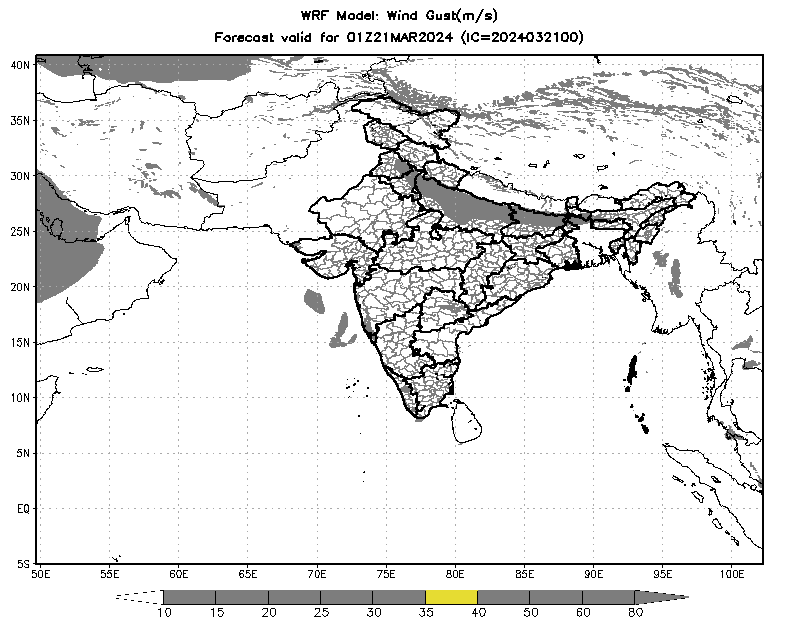 WRF Model: Wind Gust(m/s)
Forecast valid for 01Z21MAR2024 (IC=2024032100)
40N
35N
30N
25N
20N
15N
10N
5N
EQ
5S
50E 55E 60E 65E 70E 75E 80E 85E 90E 95E 100E
10 15 20 25 30 35 40 50 60 80